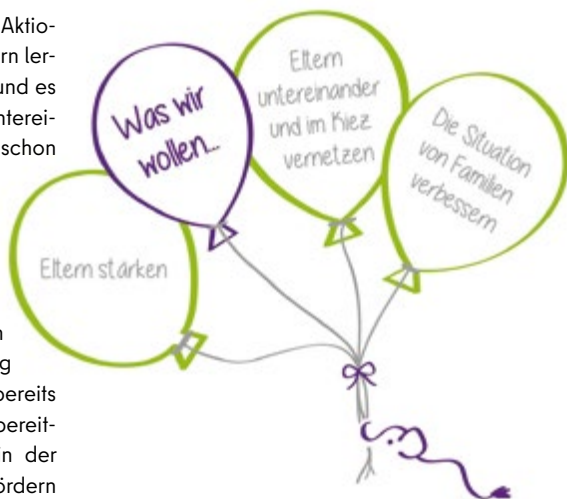 Aktio-
rn ler-
und es
nterei-
schon
Was wir
wollen...
Eltern
untereinander
und im Kiez
vernetzen
Die Situation
von Familien
verbessern
Eltern stärken
g
bereits
bereit-
in der
ördern